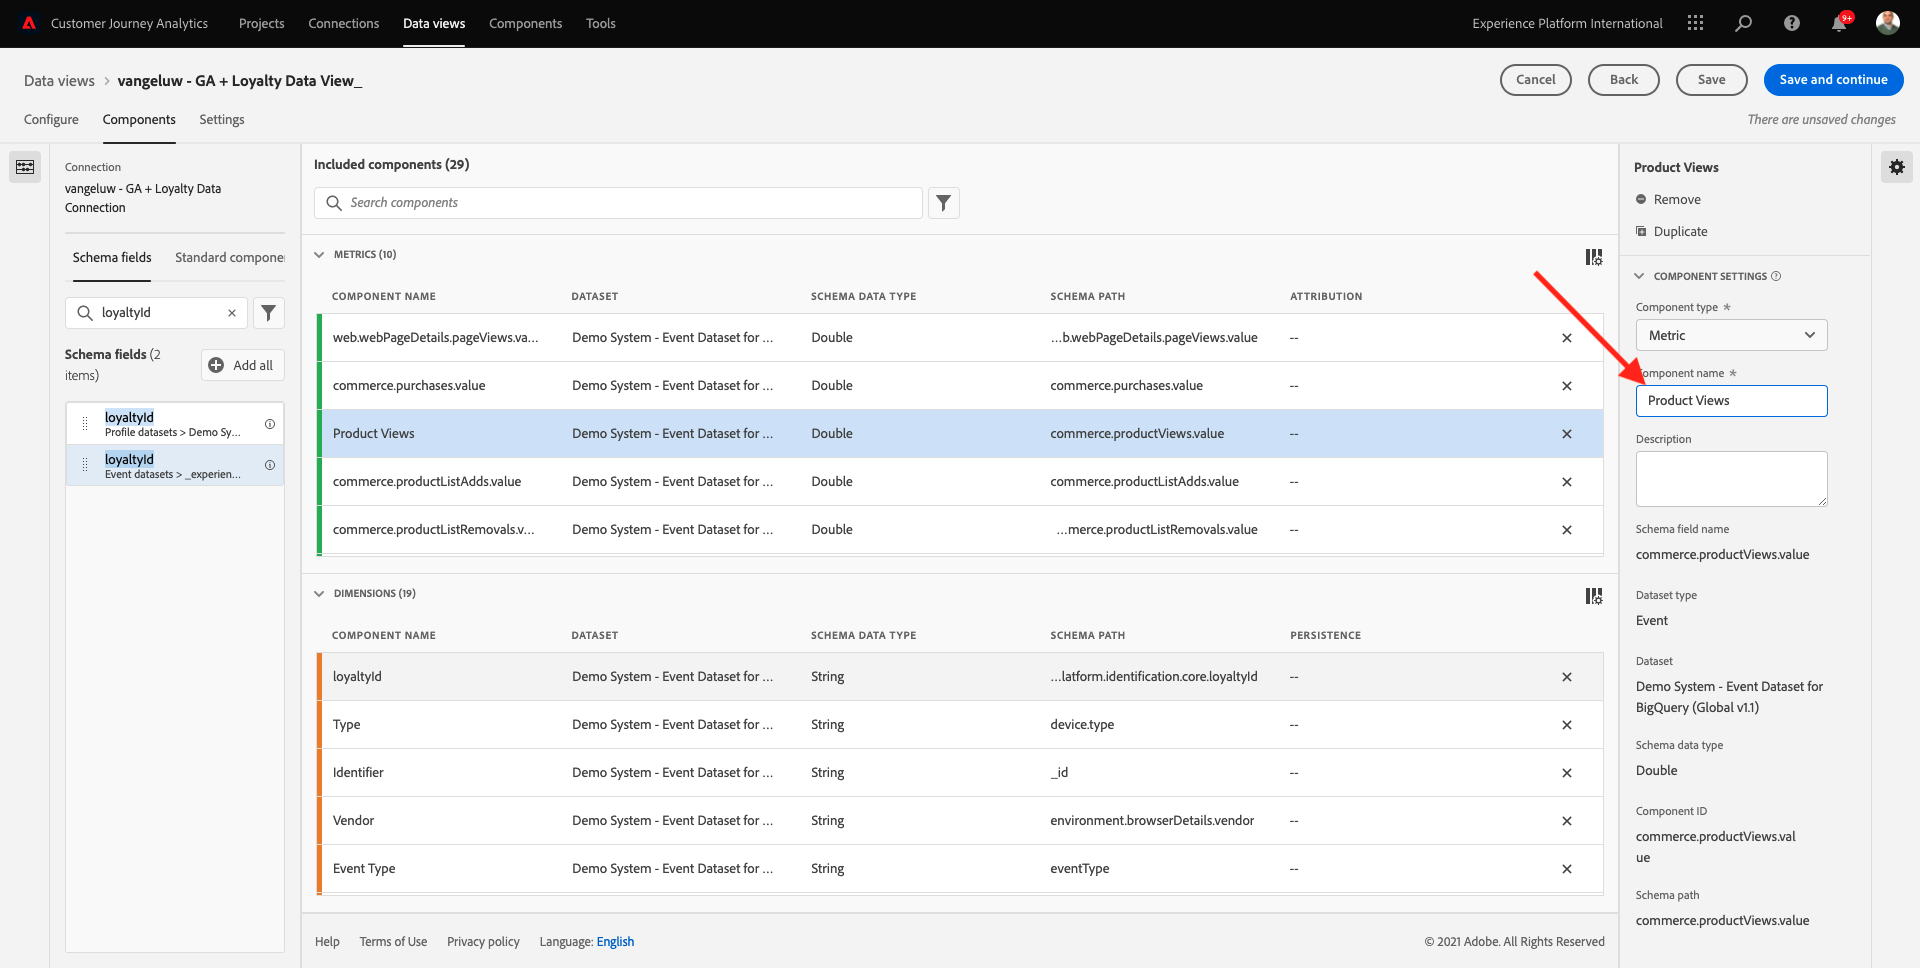 Customer Journey Analytics Projects Connections Data views Components Tools Experience Platform International 9+
Data views > vangeluw - GA + Loyalty Data View_ Cancel Back Save Save and continue
Configure Components Settings There are unsaved changes
Connection
vangeluw - GA + Loyalty Data
Connection
Schema fields Standard compone
loyaltyId
Schema fields (2
items)
Add all
loyaltyId
Profile datasets > Demo Sy...
loyaltyId
Event datasets > _experien...
Included components (29)
Search components
METRICS (10)
COMPONENT NAME DATASET SCHEMA DATA TYPE SCHEMA PATH ATTRIBUTION
web.webPageDetails.pageViews.va... Demo System - Event Dataset for ... Double ...b.webPageDetails.pageViews.value --
commerce.purchases.value Demo System - Event Dataset for ... Double commerce.purchases.value --
Product Views Demo System - Event Dataset for ... Double commerce.productViews.value --
commerce.productListAdds.value Demo System - Event Dataset for ... Double commerce.productListAdds.value --
commerce.productListRemovals.v... Demo System - Event Dataset for ... Double ...merce.productListRemovals.value --
DIMENSIONS (19)
COMPONENT NAME DATASET SCHEMA DATA TYPE SCHEMA PATH PERSISTENCE
loyaltyId Demo System - Event Dataset for ... String ...latform.identification.core.loyaltyId --
Type Demo System - Event Dataset for ... String device.type --
Identifier Demo System - Event Dataset for ... String _id --
Vendor Demo System - Event Dataset for ... String environment.browserDetails.vendor --
Event Type Demo System - Event Dataset for ... String eventType --
Help Terms of Use Privacy policy Language: English © 2021 Adobe. All Rights Reserved
Product Views
Remove
Duplicate
COMPONENT SETTINGS
Component type *
Metric
omponent name *
Product Views
Description
Schema field name
commerce.productViews.value
Dataset type
Event
Dataset
Demo System - Event Dataset for
BigQuery (Global v1.1)
Schema data type
Double
Component ID
commerce.productViews.val
ue
Schema path
commerce.productViews.value